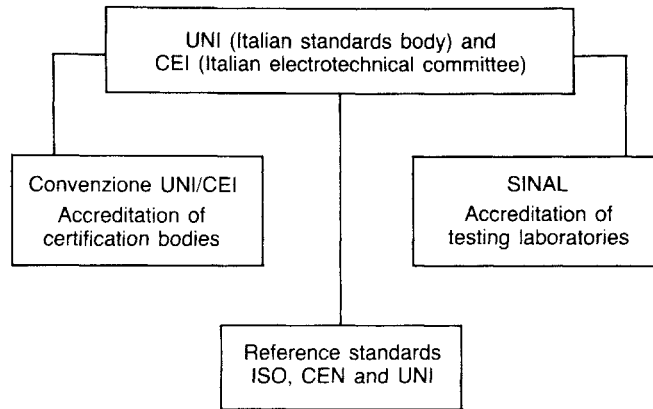 UNI (Italian standards body) and
CEI (Italian electrotechnical committee)
Convenzione UNI/CEI
Accreditation of
certification bodies
SINAL
Accreditation of
testing laboratories
Reference standards
ISO, CEN and UNI